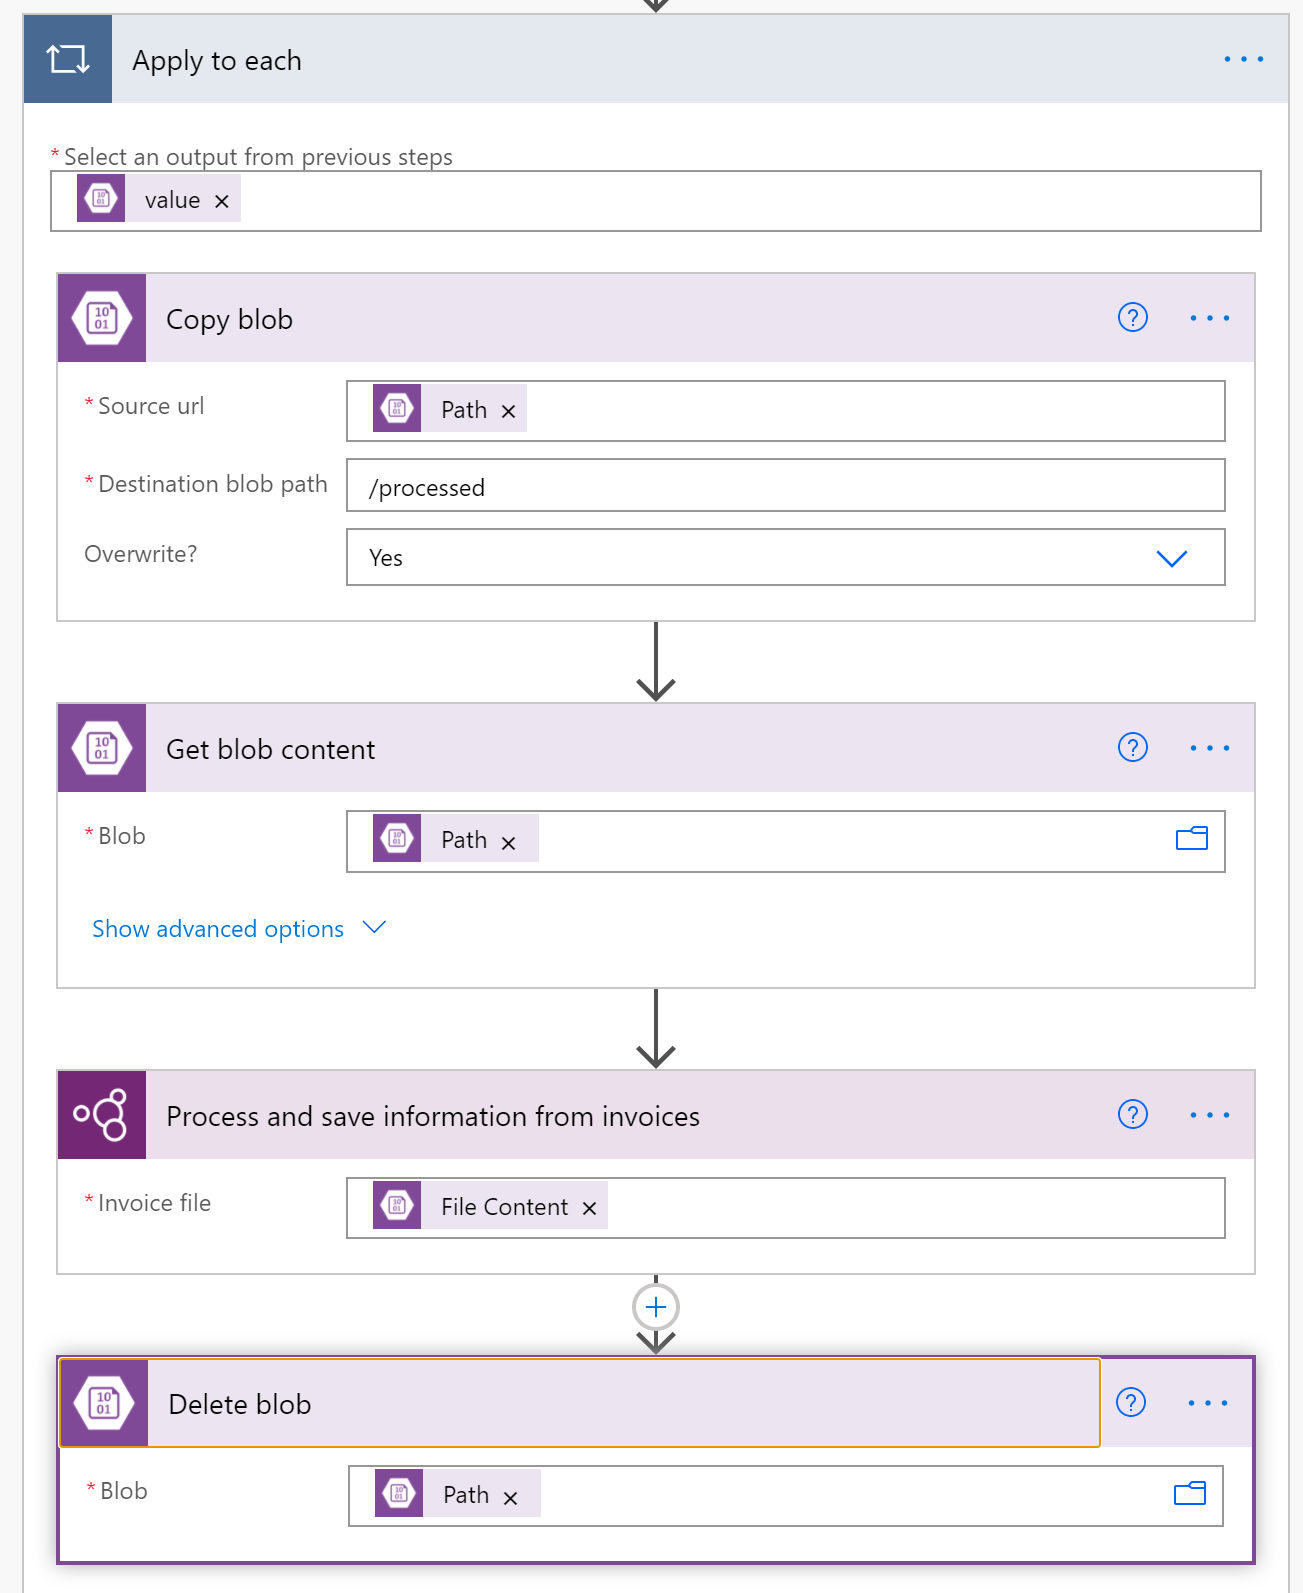 Apply to each
* Select an output from previous steps
value ×
Copy blob
* Source url
Path ×
* Destination blob path
/processed
Overwrite?
Yes
Get blob content
* Blob
Path ×
Show advanced options
Process and save information from invoices
* Invoice file
File Content ×
Delete blob
* Blob
Path ×